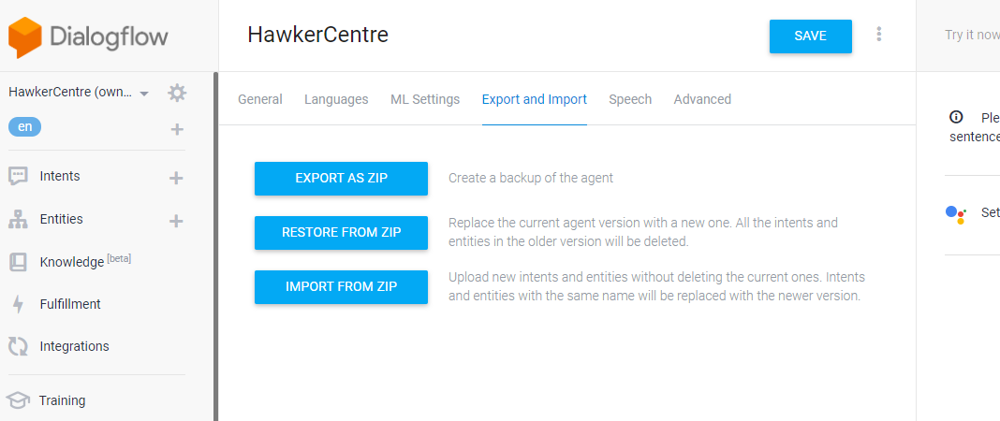 Dialogflow
HawkerCentre
SAVE
Try it now
HawkerCentre (own...
en
General
Languages
ML Settings
Export and Import
Speech
Advanced
Intents
Entities
Knowledge [beta]
Fulfillment
Integrations
Training
EXPORT AS ZIP
Create a backup of the agent
RESTORE FROM ZIP
Replace the current agent version with a new one. All the intents and
entities in the older version will be deleted.
IMPORT FROM ZIP
Upload new intents and entities without deleting the current ones. Intents
and entities with the same name will be replaced with the newer version.
Ple
sentence
Set